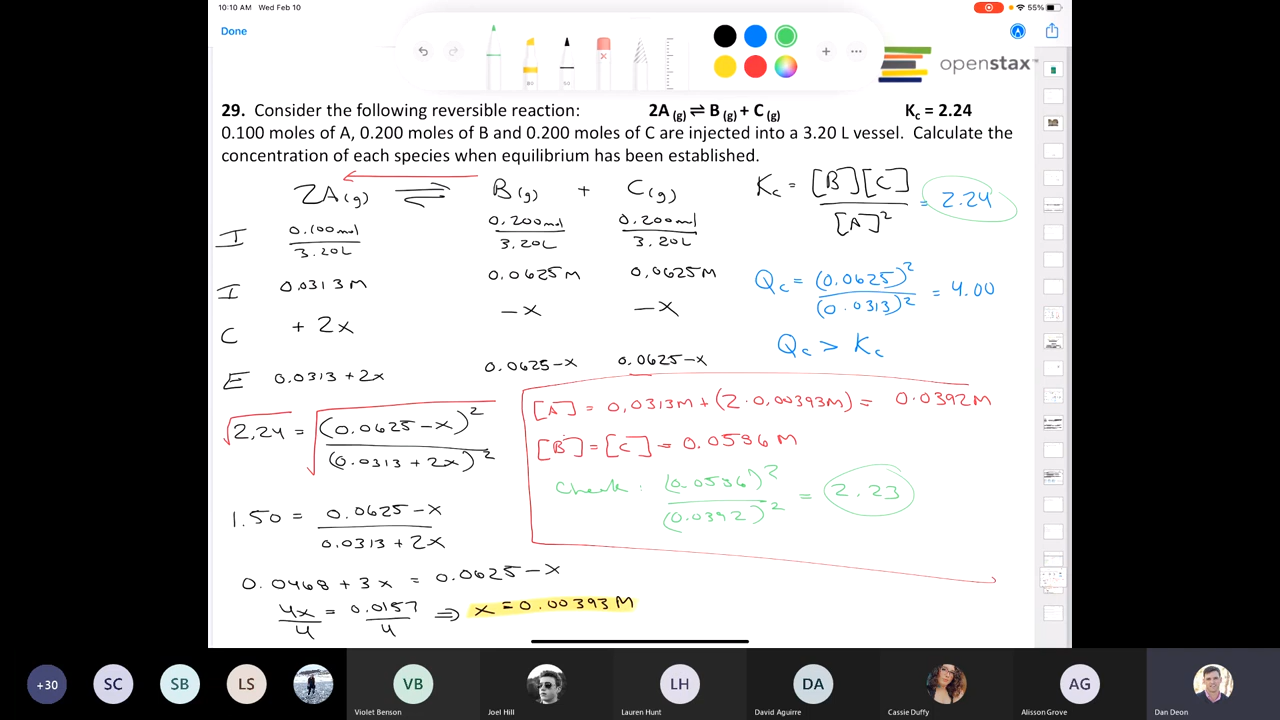 10:10 AM Wed Feb 10
55%
Done
openstax™
29. Consider the following reversible reaction: 2A (g) ⇌ B (g) + C (g) Kc = 2.24
0.100 moles of A, 0.200 moles of B and 0.200 moles of C are injected into a 3.20 L vessel. Calculate the
concentration of each species when equilibrium has been established.
2A(g) ⇌ B(g) + C(g)
I 0.100mol/3.20L 0.200mol/3.20L 0.200mol/3.20L
I 0.0313M 0.0625M 0.0625M
C +2x -x -x
E 0.0313+2x 0.0625-x 0.0625-x
Kc = [B][C]/[A]² = 2.24
Qc = (0.0625)²/(0.0313)² = 4.00
Qc > Kc
√2.24 = √((0.0625-x)²/(0.0313+2x)²)
1.50 = (0.0625-x)/(0.0313+2x)
0.0468+3x = 0.0625-x
4x/4 = 0.0157/4 ⇒ x = 0.00393M
[A] = 0.0313M+(2·0.00393M) = 0.0392M
[B] = [C] = 0.0586M
Check: (0.0586)²/(0.0392)² = 2.23
+30
SC
SB
LS
VB
Violet Benson
Joel Hill
LH
Lauren Hunt
DA
David Aguirre
Cassie Duffy
AG
Alisson Grove
Dan Deon